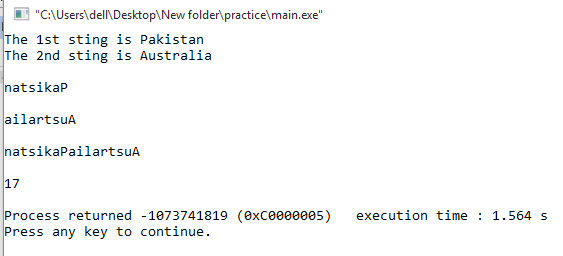 "C:\Users\dell\Desktop\New folder\practice\main.exe"
The 1st sting is Pakistan
The 2nd sting is Australia
natsikaP
ailartsuA
natsikaPailartsuA
17
Process returned -1073741819 (0xC0000005)   execution time : 1.564 s
Press any key to continue.